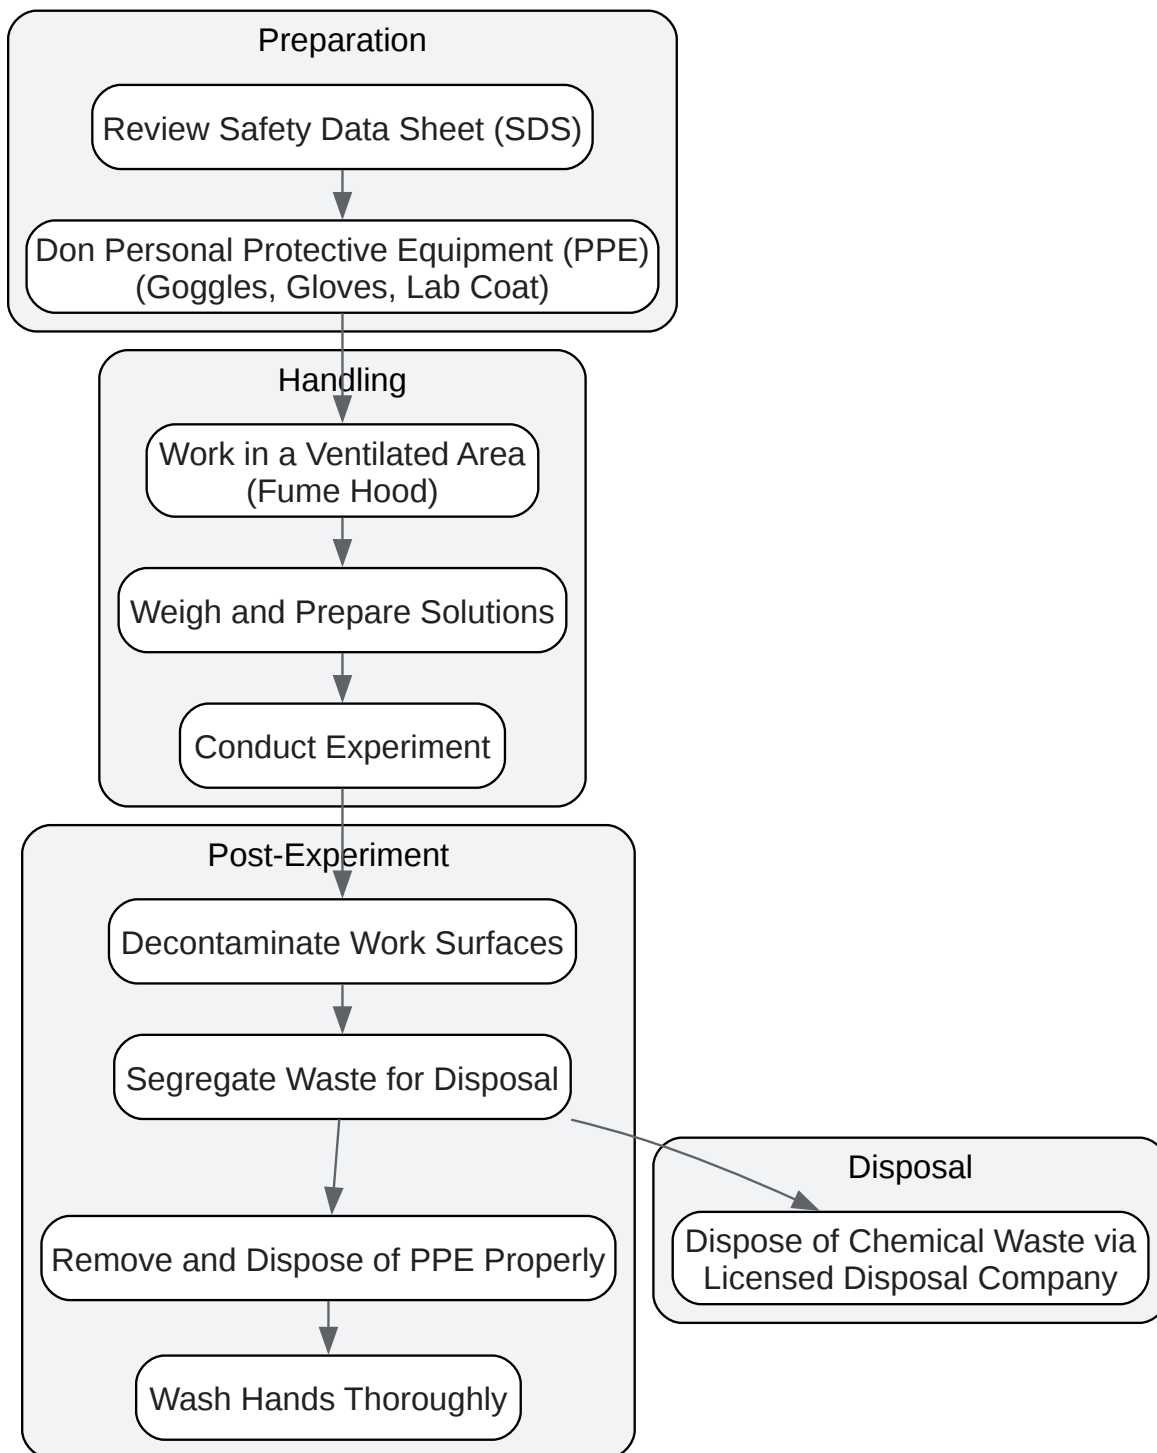 Preparation
Review Safety Data Sheet (SDS)
Don Personal Protective Equipment (PPE)
(Goggles, Gloves, Lab Coat)
Handling
Work in a Ventilated Area
(Fume Hood)
Weigh and Prepare Solutions
Conduct Experiment
Post-Experiment
Decontaminate Work Surfaces
Segregate Waste for Disposal
Disposal
Dispose of Chemical Waste via
Licensed Disposal Company
Remove and Dispose of PPE Properly
Wash Hands Thoroughly